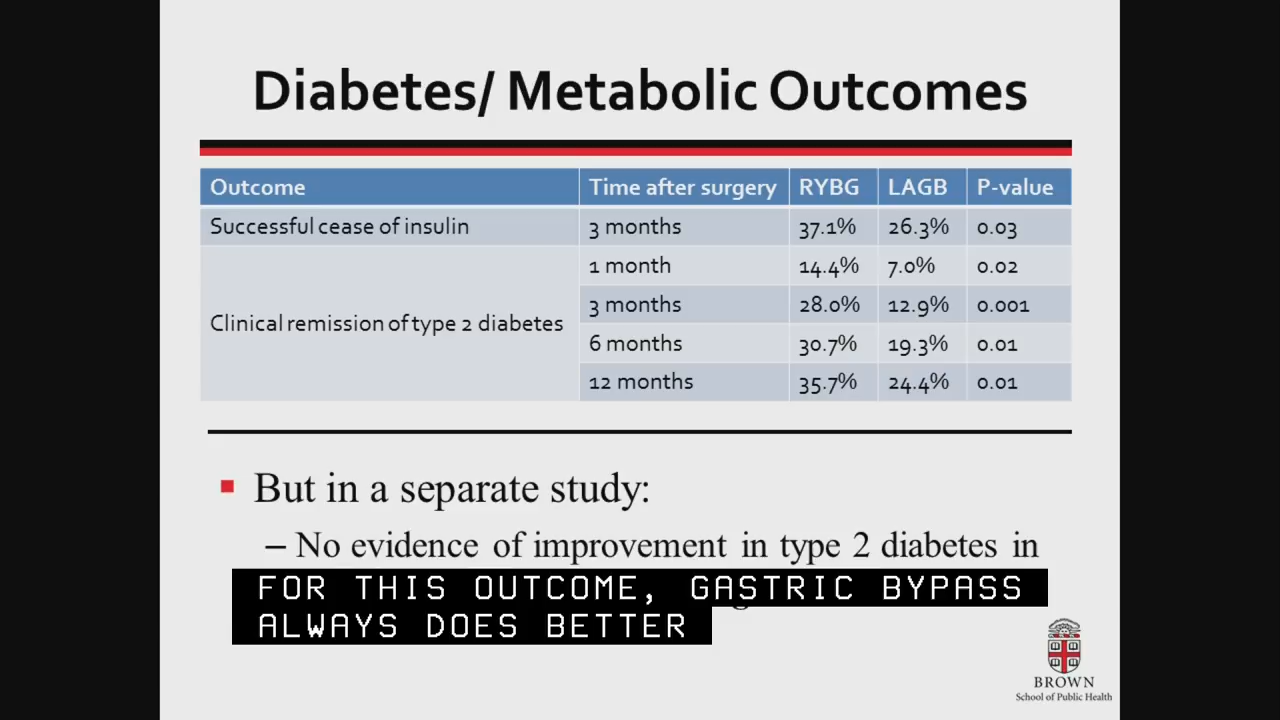 Diabetes/ Metabolic Outcomes
Outcome Time after surgery RYBG LAGB P-value
Successful cease of insulin 3 months 37.1% 26.3% 0.03
1 month 14.4% 7.0% 0.02
3 months 28.0% 12.9% 0.001
Clinical remission of type 2 diabetes
6 months 30.7% 19.3% 0.01
12 months 35.7% 24.4% 0.01
But in a separate study:
– No evidence of improvement in type 2 diabetes in
FOR THIS OUTCOME, GASTRIC BYPASS
ALWAYS DOES BETTER
BROWN
School of Public Health